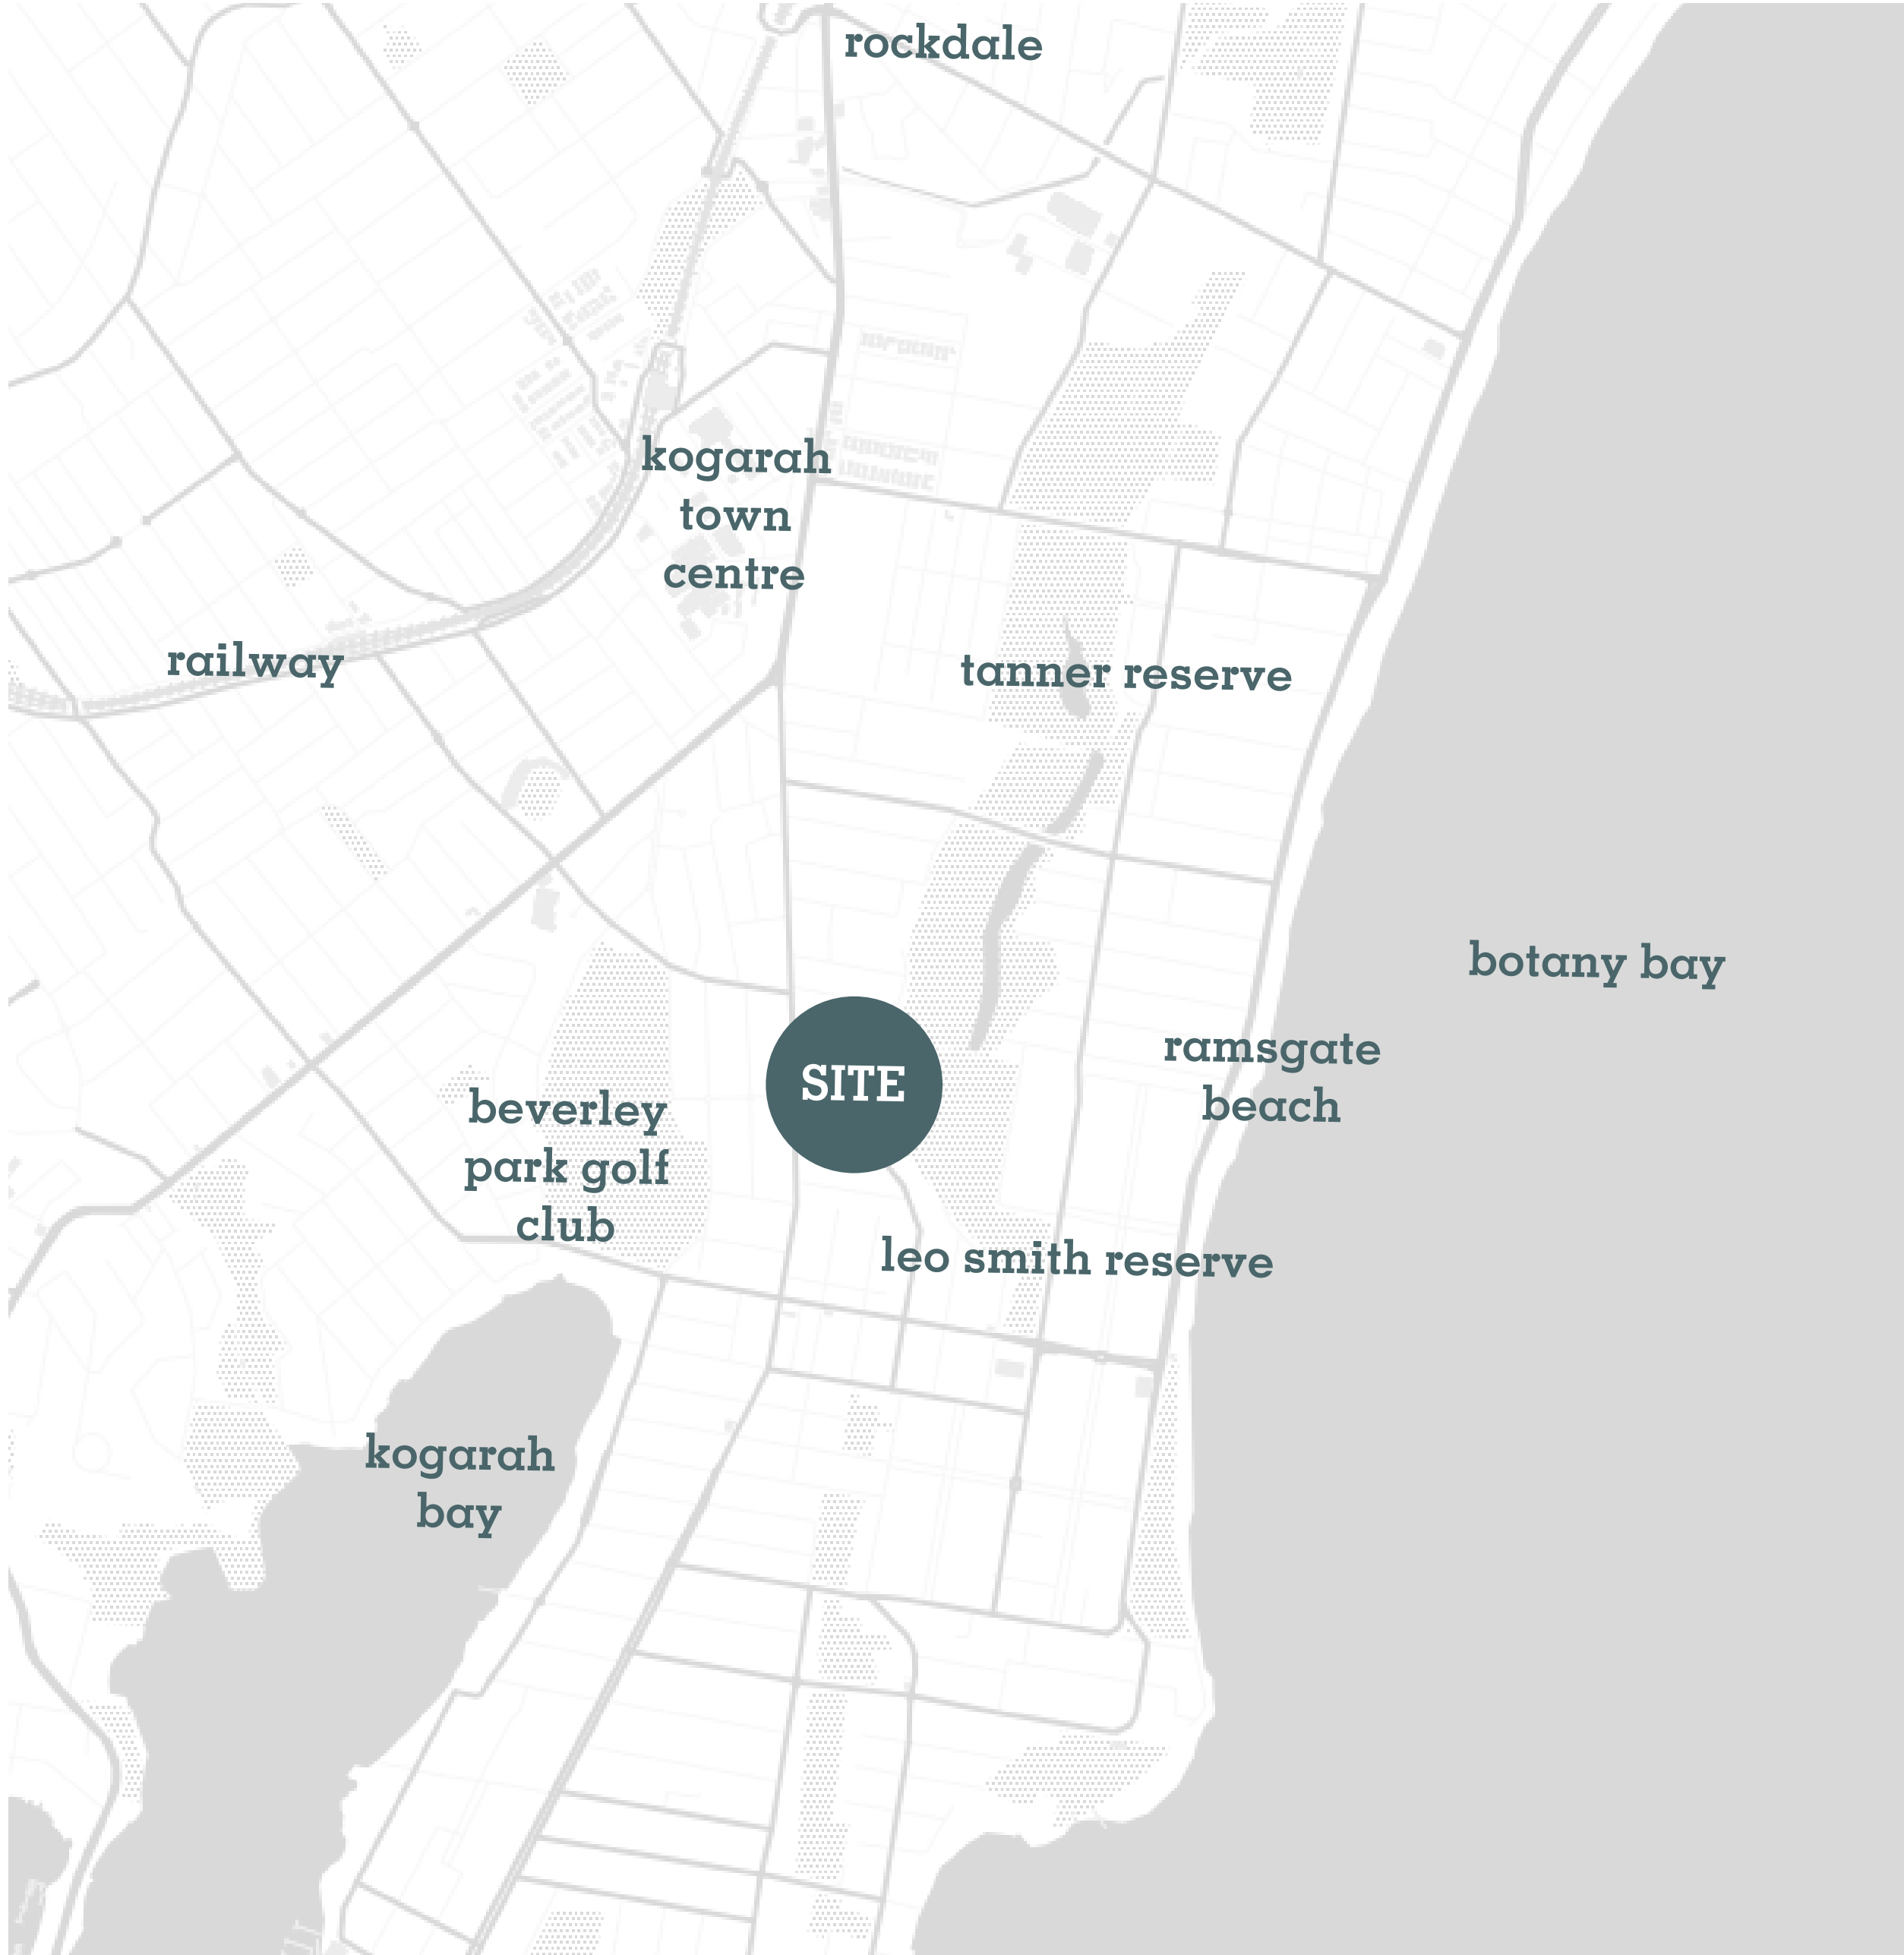 rockdale
kogarah
town
centre
railway
tanner reserve
botany bay
ramsgate
beach
SITE
beverley
park golf
club
leo smith reserve
kogarah
bay